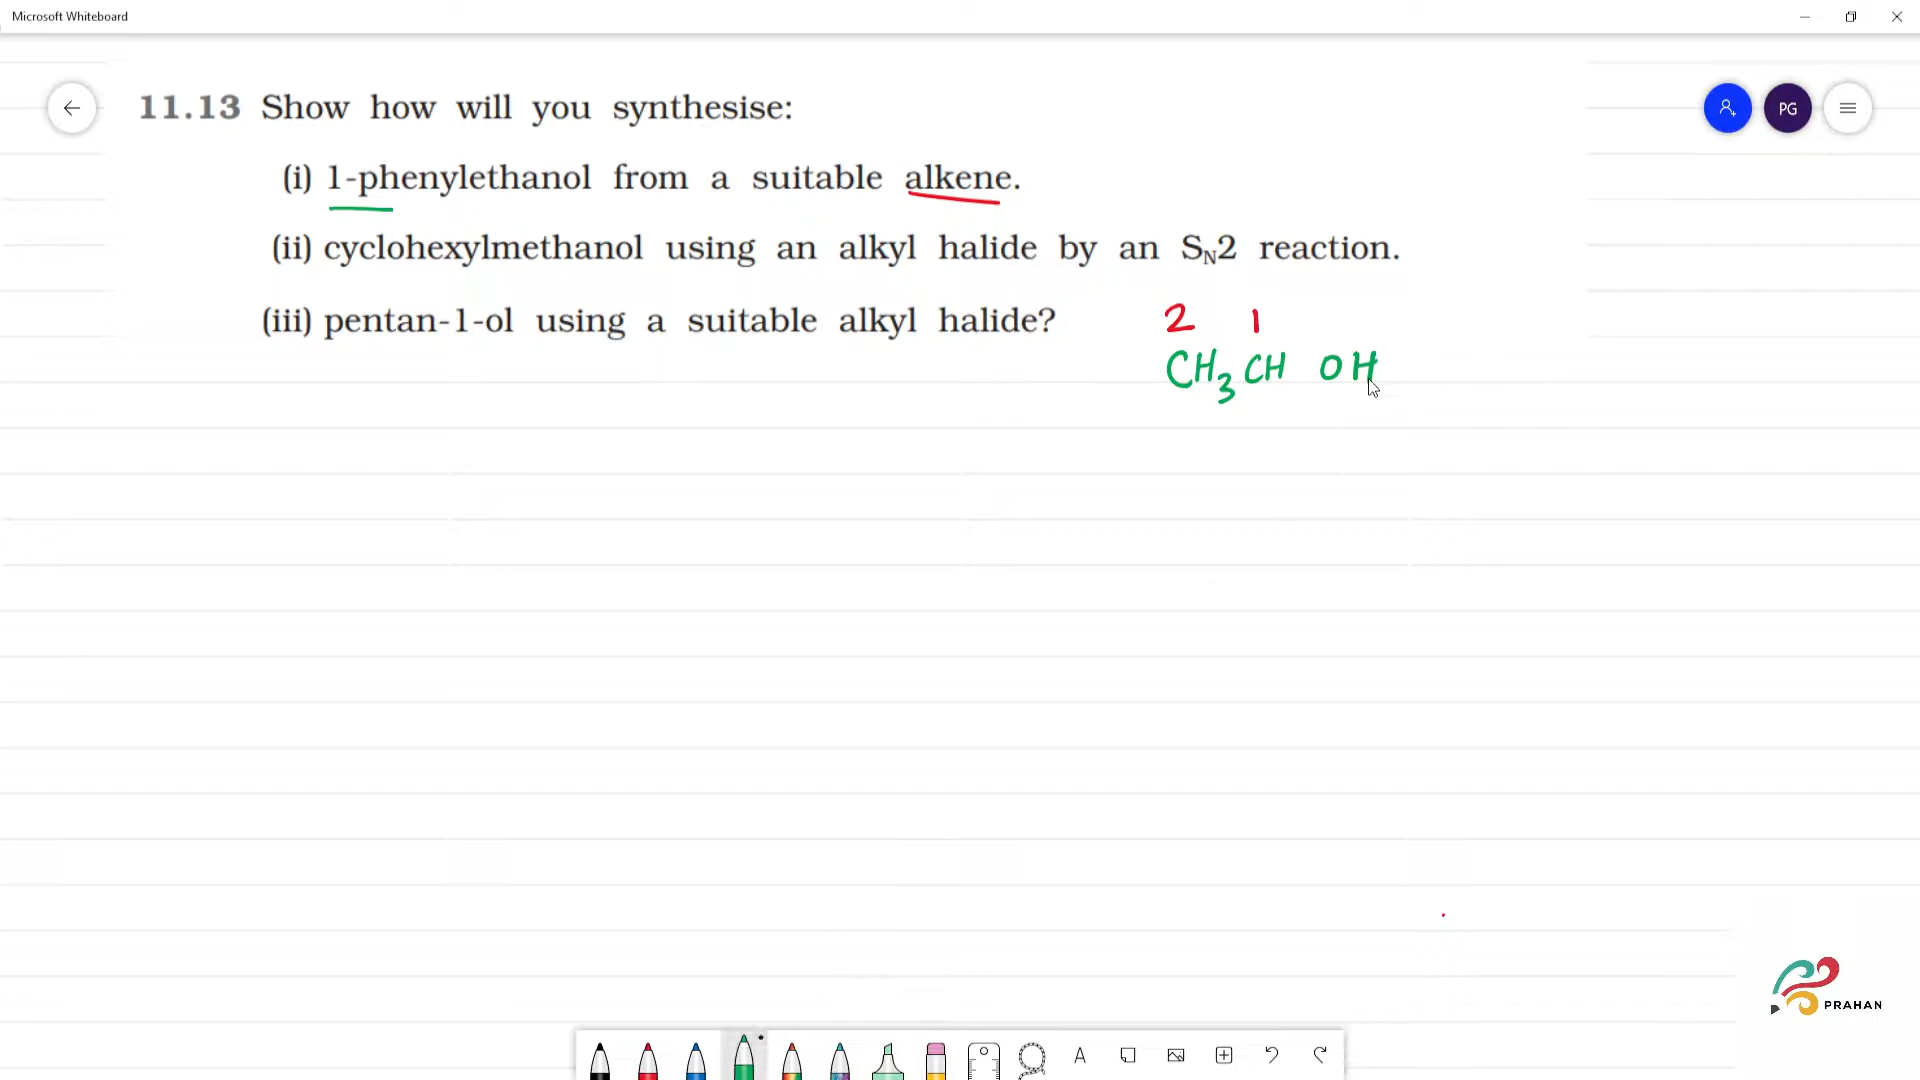 Microsoft Whiteboard
PG
11.13 Show how will you synthesise:
(i) 1-phenylethanol from a suitable alkene.
(ii) cyclohexylmethanol using an alkyl halide by an SN2 reaction.
(iii) pentan-1-ol using a suitable alkyl halide?
2 1
CH3 CH OH
PRAHAN
A